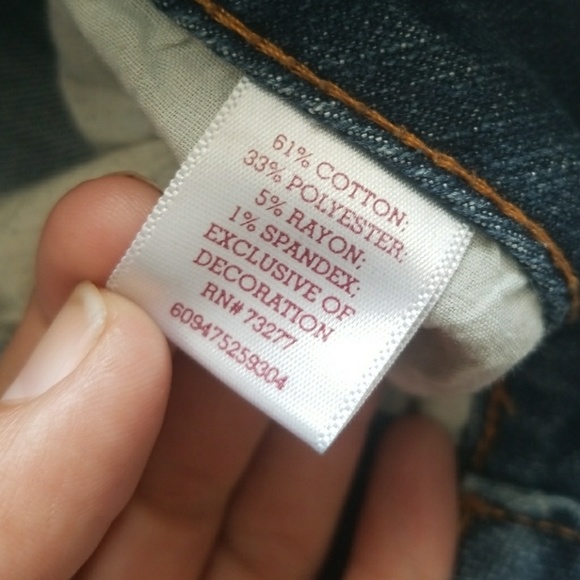 61% COTTON;
33% POLYESTER;
5% RAYON;
1% SPANDEX;
EXCLUSIVE OF
DECORATION
RN# 73277
609475259304